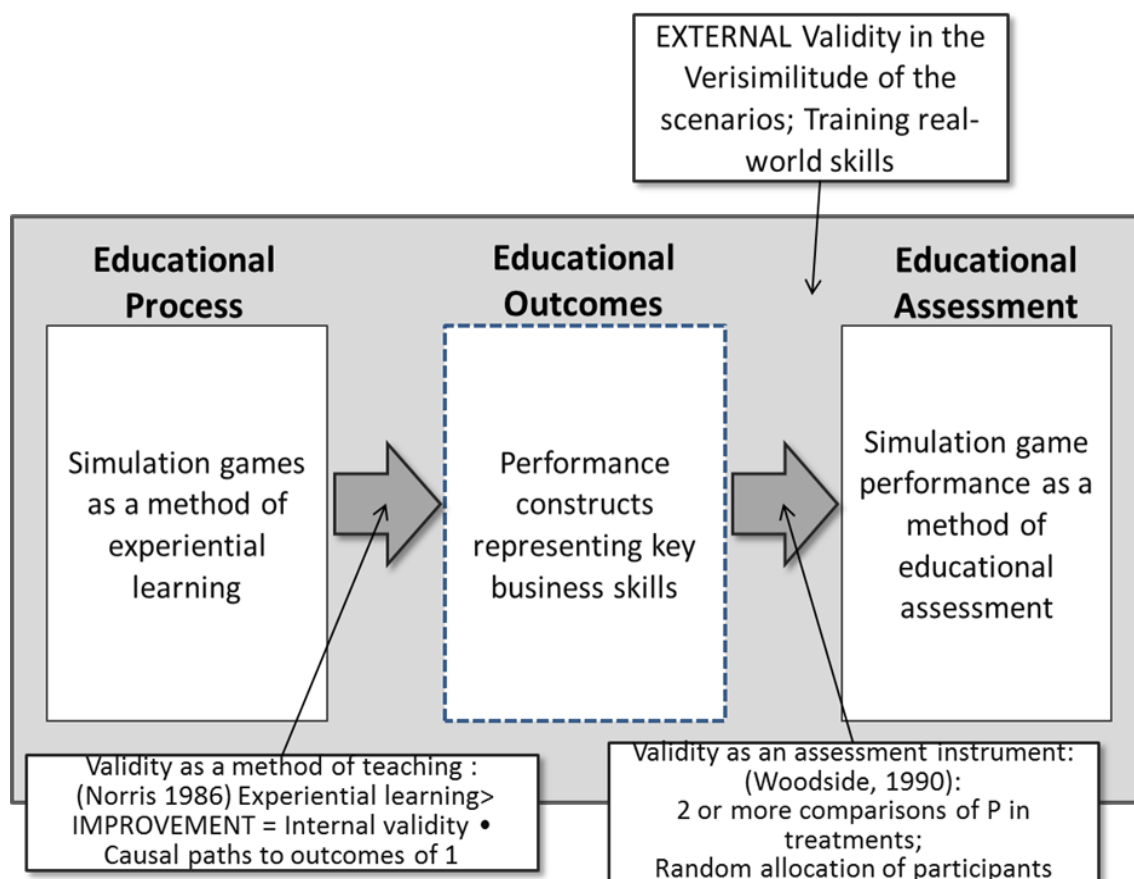 EXTERNAL Validity in the
Verisimilitude of the
scenarios; Training real-
world skills
Educational
Process
Educational
Outcomes
Educational
Assessment
Simulation games
as a method of
experiential
learning
Performance
constructs
representing key
business skills
Simulation game
performance as a
method of
educational
assessment
Validity as a method of teaching :
(Norris 1986) Experiential learning>
IMPROVEMENT = Internal validity •
Causal paths to outcomes of 1
Validity as an assessment instrument:
(Woodside, 1990):
2 or more comparisons of P in
treatments;
Random allocation of participants